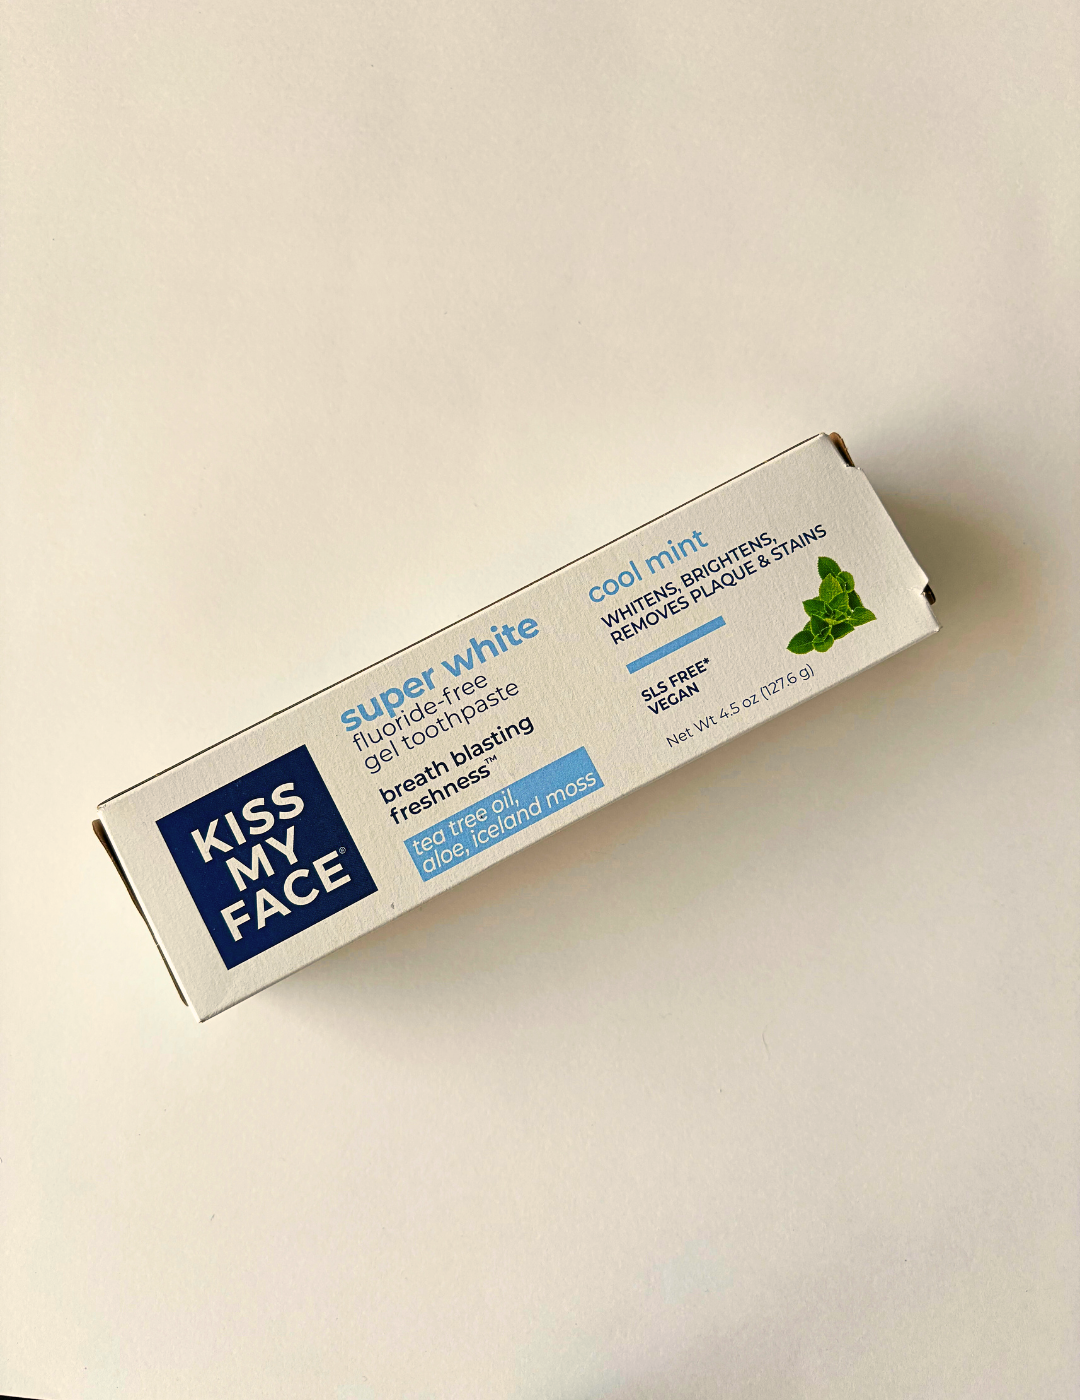 KISS
MY
FACE®
super white
fluoride-free
gel toothpaste
breath blasting
freshness™
tea tree oil,
aloe, iceland moss
cool mint
WHITENS, BRIGHTENS,
REMOVES PLAQUE & STAINS
SLS FREE*
VEGAN
Net Wt 4.5 oz (127.6 g)